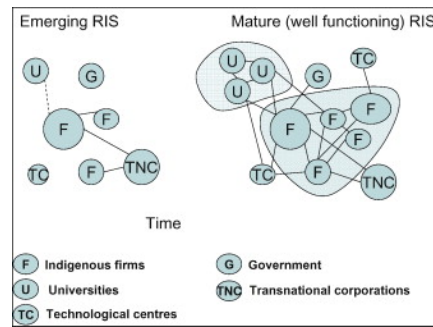 Emerging RIS
Mature (well functioning) RIS
U
G
F
F
TC
F
TNC
U
U
U
G
TC
F
F
F
F
TC
F
TNC
Time
F Indigenous firms
G Government
U Universities
TNC Transnational corporations
TC Technological centres